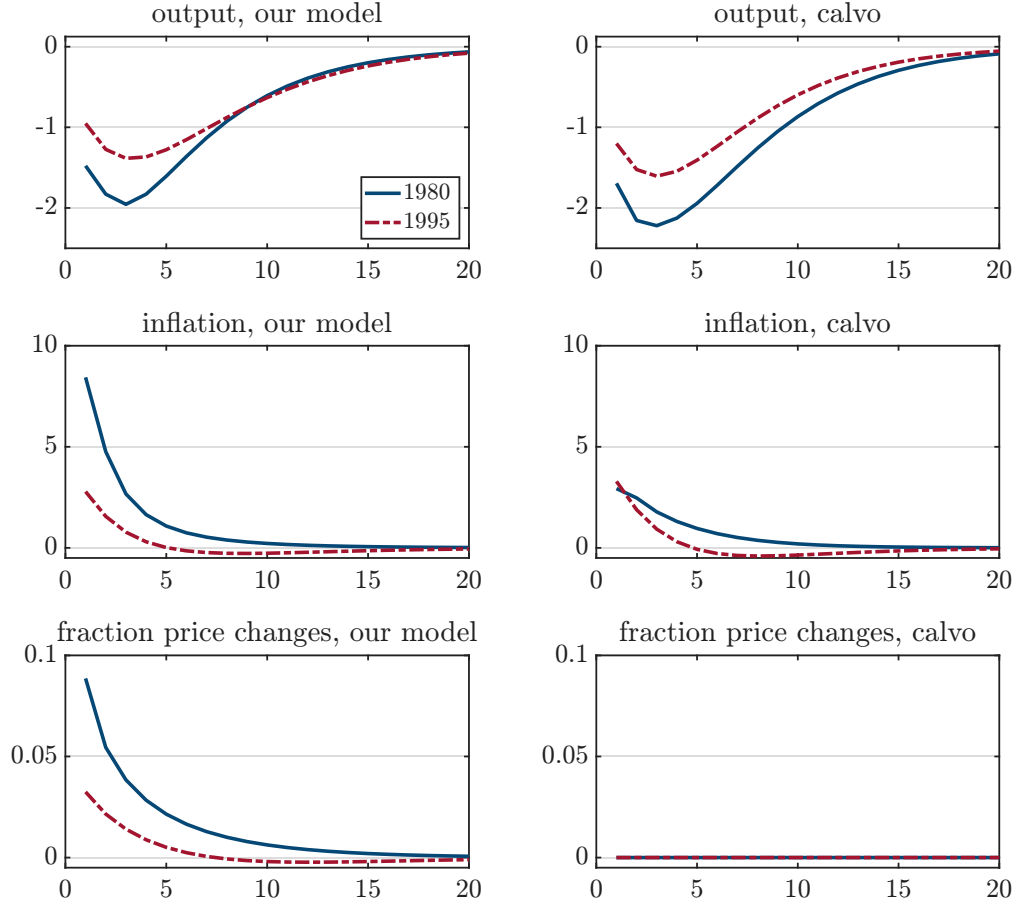 output, our model
0
-1
-2
1980
1995
0 5 10 15 20
output, calvo
0
-1
-2
0 5 10 15 20
inflation, our model
10
5
0
0 5 10 15 20
inflation, calvo
10
5
0
0 5 10 15 20
fraction price changes, our model
0.1
0.05
0
0 5 10 15 20
fraction price changes, calvo
0.1
0.05
0
0 5 10 15 20